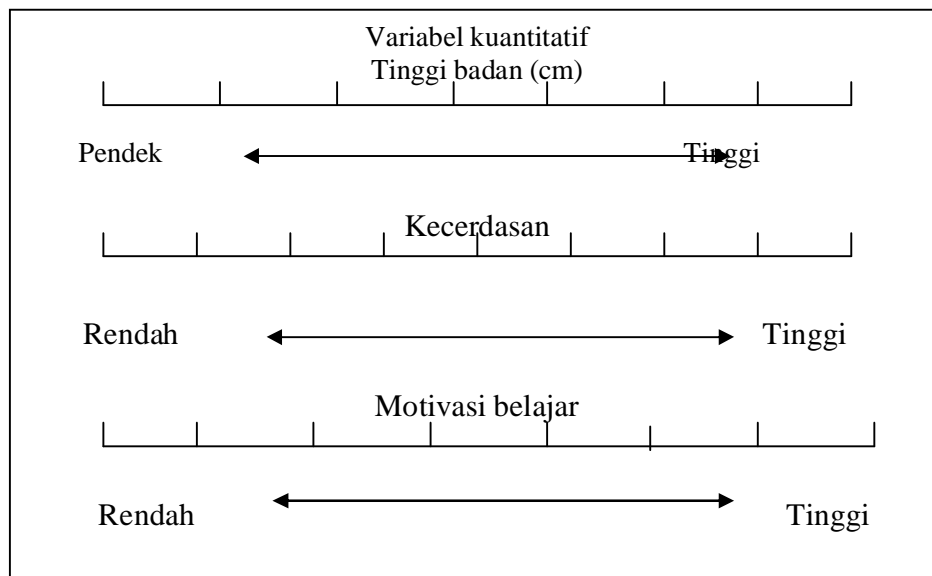 Variabel kuantitatif
Tinggi badan (cm)
Pendek Tinggi
Kecerdasan
Rendah Tinggi
Motivasi belajar
Rendah Tinggi